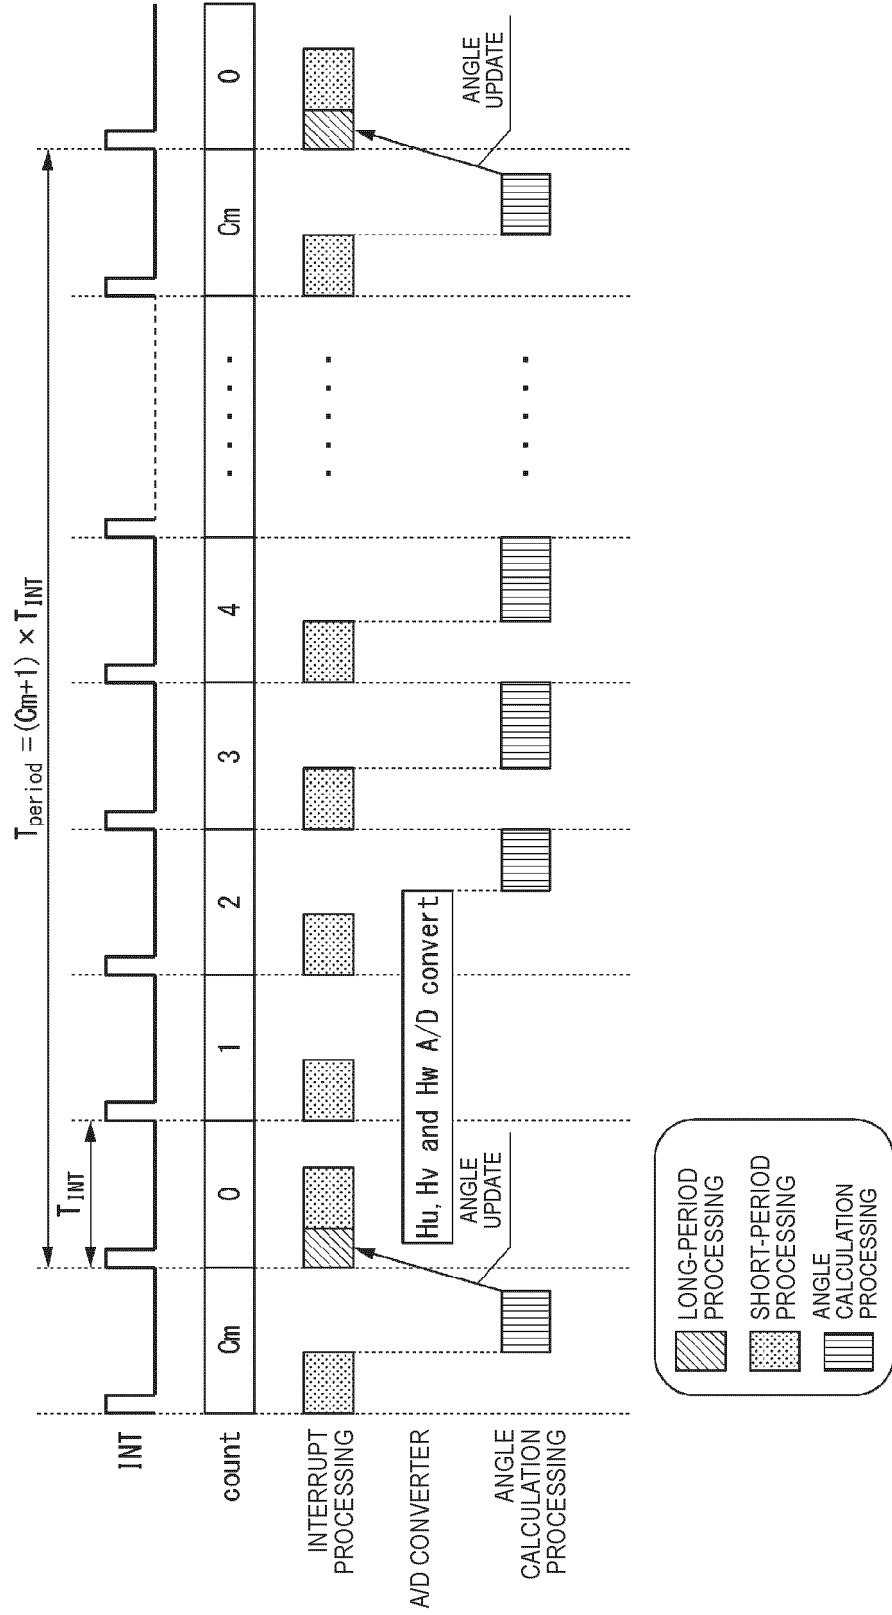 T_period = (Cm+1) × T_INT
T_INT
INT
count
Cm
0
1
2
3
4
. . . . .
Cm
0
INTERRUPT
PROCESSING
. . . . .
A/D CONVERTER
Hu, Hv and Hw A/D convert
ANGLE
UPDATE
ANGLE
UPDATE
ANGLE
CALCULATION
PROCESSING
. . . . .
LONG-PERIOD
PROCESSING
SHORT-PERIOD
PROCESSING
ANGLE
CALCULATION
PROCESSING